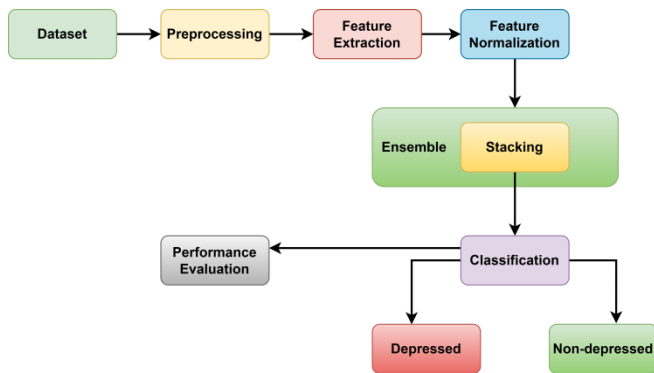 Dataset
Preprocessing
Feature
Extraction
Feature
Normalization
Ensemble
Stacking
Performance
Evaluation
Classification
Depressed
Non-depressed